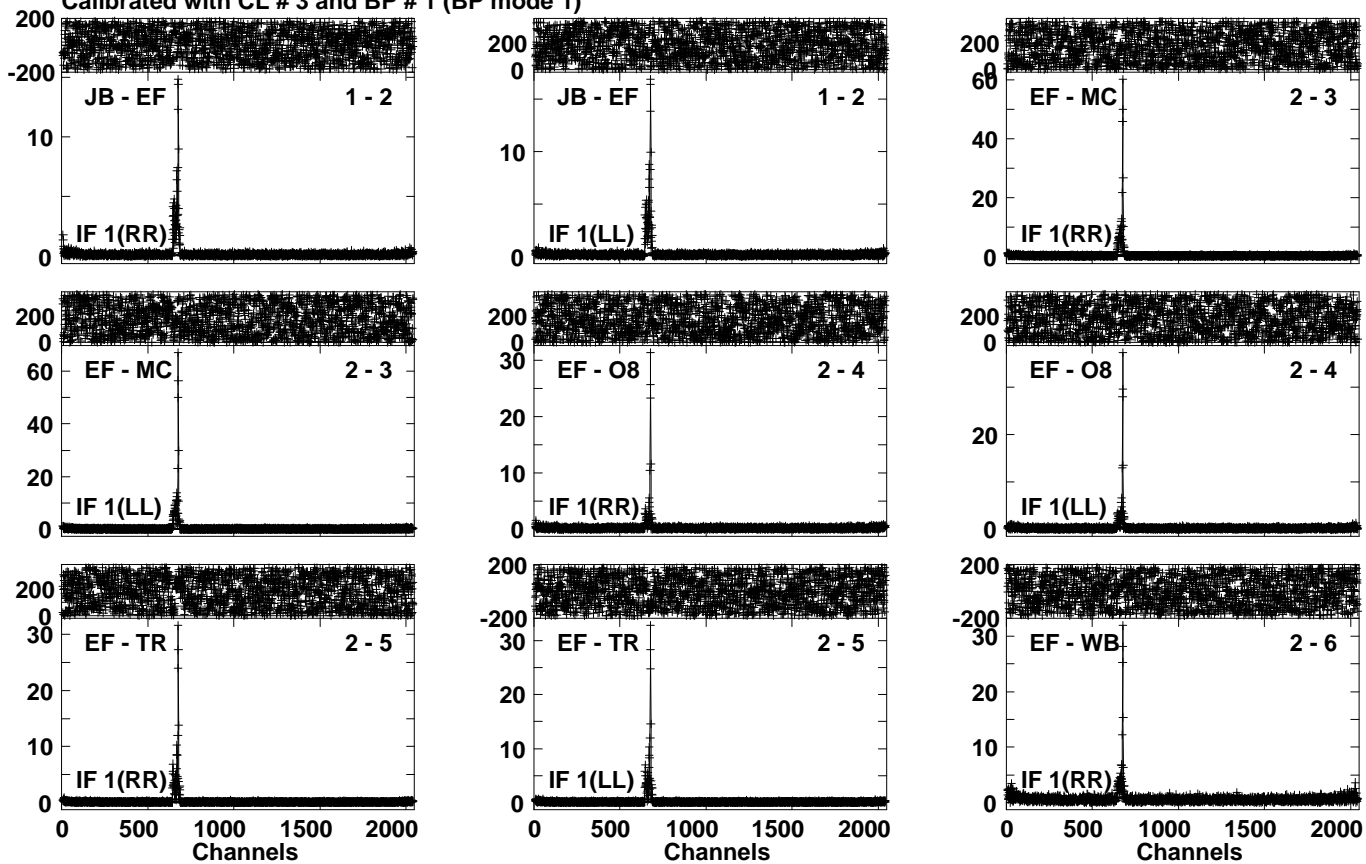 Calibrated with CL # 3 and BP # 1 (BP mode 1)
200
-200
JB - EF 1 - 2
10
IF 1(RR)
0
200
0
JB - EF 1 - 2
10
IF 1(LL)
0
200
0
60
EF - MC 2 - 3
40
20
IF 1(RR)
0
200
0
60
EF - MC 2 - 3
40
20
IF 1(LL)
0
200
0
30
EF - O8 2 - 4
20
10
IF 1(RR)
0
200
0
EF - O8 2 - 4
20
IF 1(LL)
0
200
0
30
EF - TR 2 - 5
20
10
IF 1(RR)
0
0 500 1000 1500 2000
Channels
200
-200
30
EF - TR 2 - 5
20
10
IF 1(LL)
0
0 500 1000 1500 2000
Channels
200
-200
30
EF - WB 2 - 6
20
10
IF 1(RR)
0
0 500 1000 1500 2000
Channels